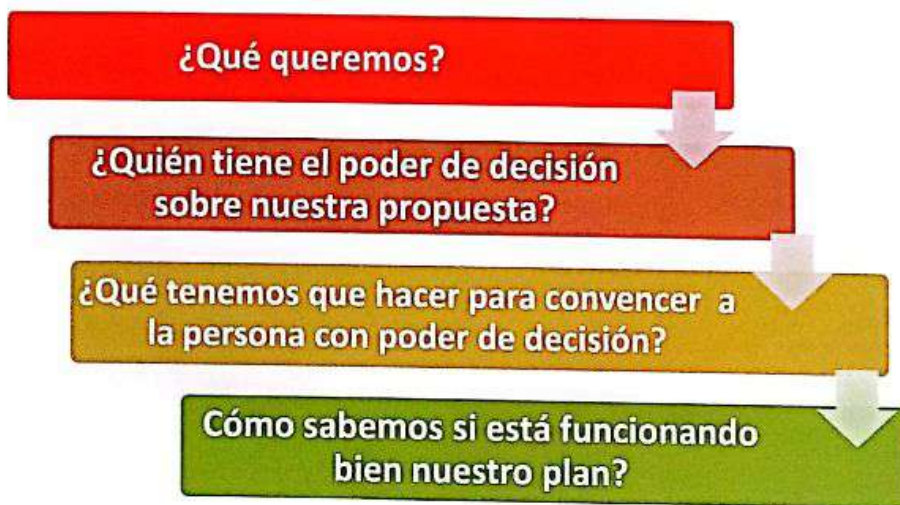 ¿Qué queremos?
¿Quién tiene el poder de decisión
sobre nuestra propuesta?
¿Qué tenemos que hacer para convencer a
la persona con poder de decisión?
Cómo sabemos si está funcionando
bien nuestro plan?